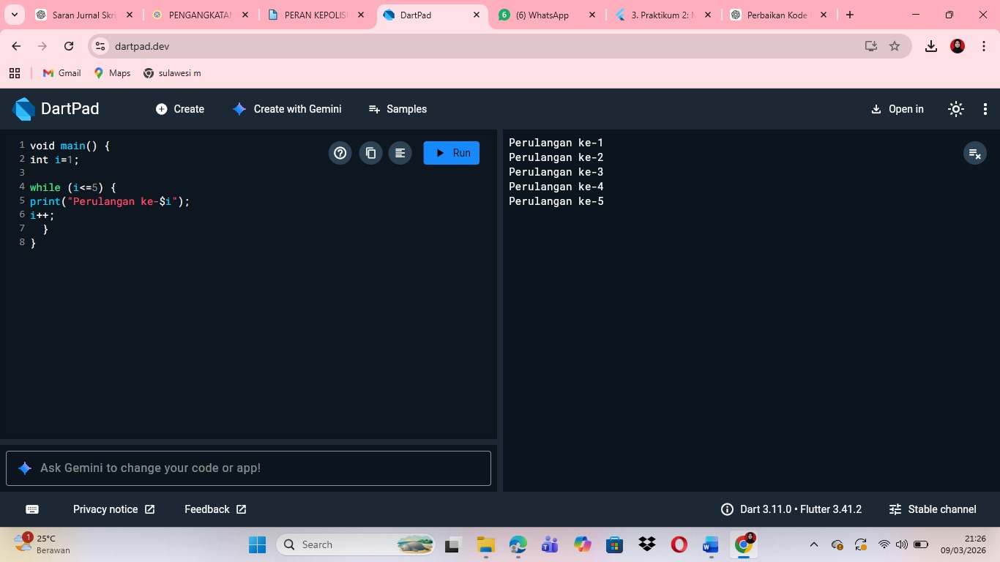 Saran Jurnal Skri
PENGANGKATAN
PERAN KEPOLISI
DartPad
(6) WhatsApp
3. Praktikum 2: M
Perbaikan Kode
dartpad.dev
Gmail
Maps
sulawesi m
DartPad
Create
Create with Gemini
Samples
Open in
1 void main() {
2 int i=1;
3
4 while (i<=5) {
5 print("Perulangan ke-$i");
6 i++;
7   }
8 }
Run
Perulangan ke-1
Perulangan ke-2
Perulangan ke-3
Perulangan ke-4
Perulangan ke-5
Ask Gemini to change your code or app!
Privacy notice
Feedback
Dart 3.11.0 • Flutter 3.41.2
Stable channel
1
25°C
Berawan
Search
21:26
09/03/2026